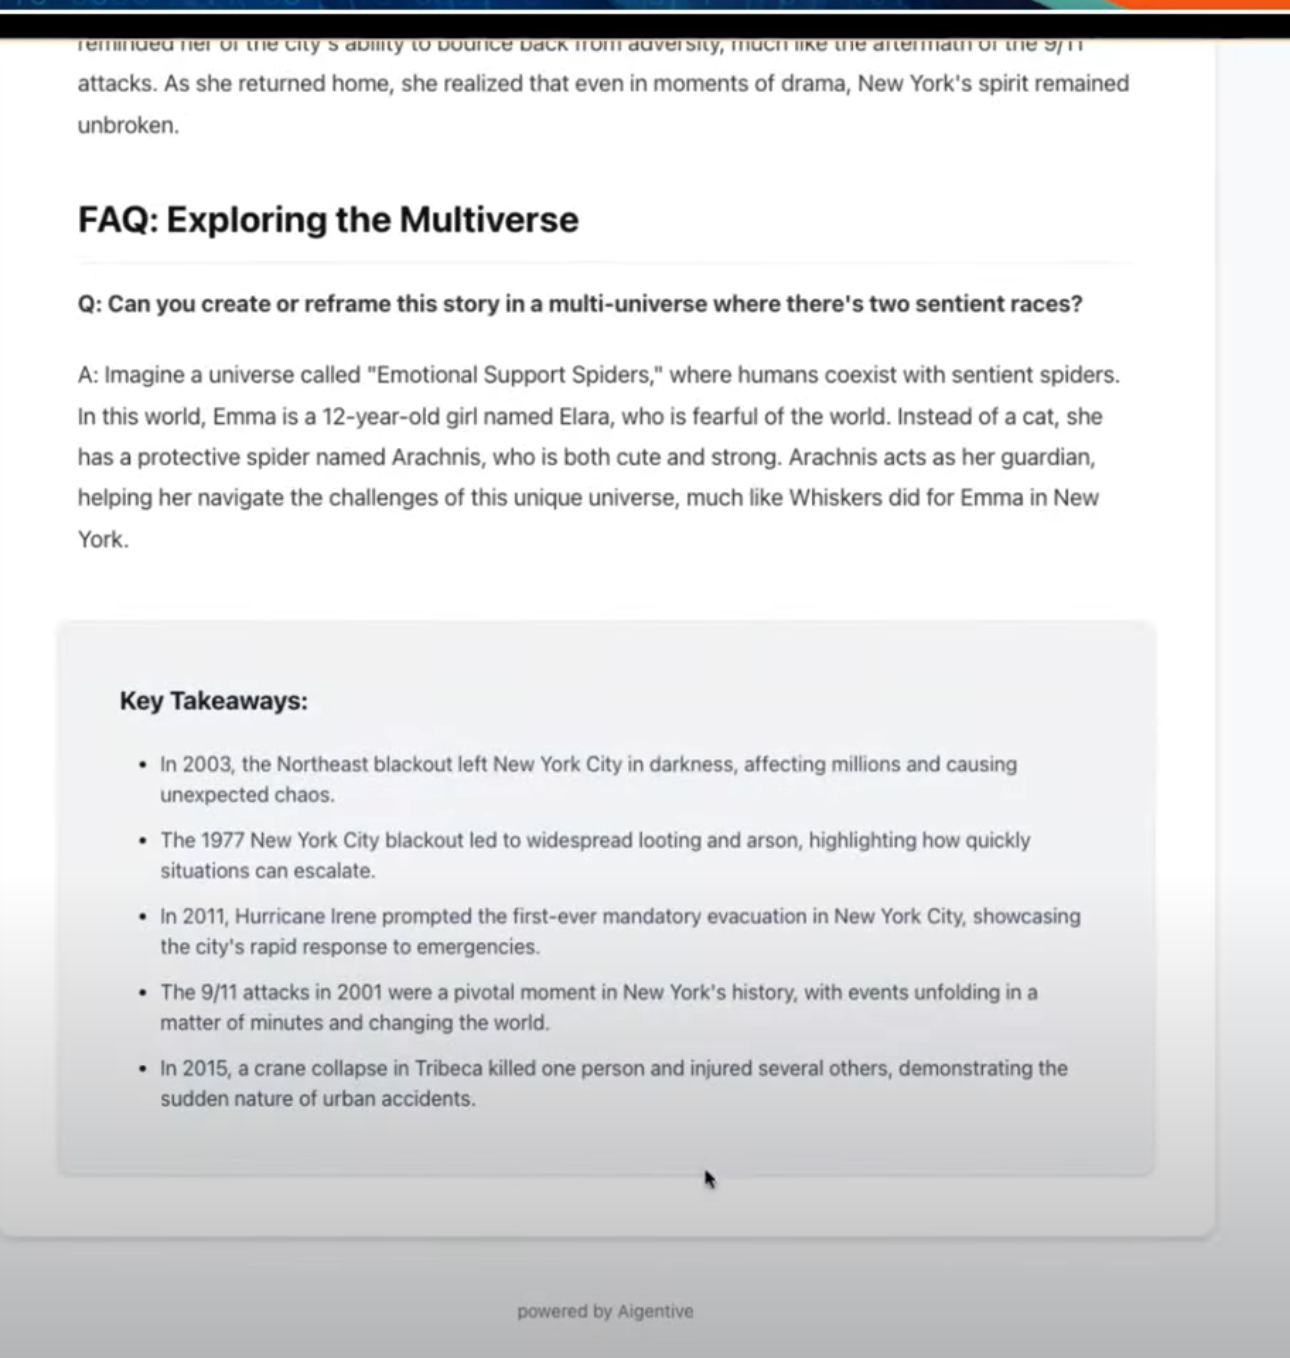 reminded her of the city's ability to bounce back from adversity, much like the aftermath of the 9/11
attacks. As she returned home, she realized that even in moments of drama, New York's spirit remained
unbroken.
FAQ: Exploring the Multiverse
Q: Can you create or reframe this story in a multi-universe where there's two sentient races?
A: Imagine a universe called "Emotional Support Spiders," where humans coexist with sentient spiders.
In this world, Emma is a 12-year-old girl named Elara, who is fearful of the world. Instead of a cat, she
has a protective spider named Arachnis, who is both cute and strong. Arachnis acts as her guardian,
helping her navigate the challenges of this unique universe, much like Whiskers did for Emma in New
York.
Key Takeaways:
• In 2003, the Northeast blackout left New York City in darkness, affecting millions and causing
unexpected chaos.
• The 1977 New York City blackout led to widespread looting and arson, highlighting how quickly
situations can escalate.
• In 2011, Hurricane Irene prompted the first-ever mandatory evacuation in New York City, showcasing
the city's rapid response to emergencies.
• The 9/11 attacks in 2001 were a pivotal moment in New York's history, with events unfolding in a
matter of minutes and changing the world.
• In 2015, a crane collapse in Tribeca killed one person and injured several others, demonstrating the
sudden nature of urban accidents.
powered by Aigentive